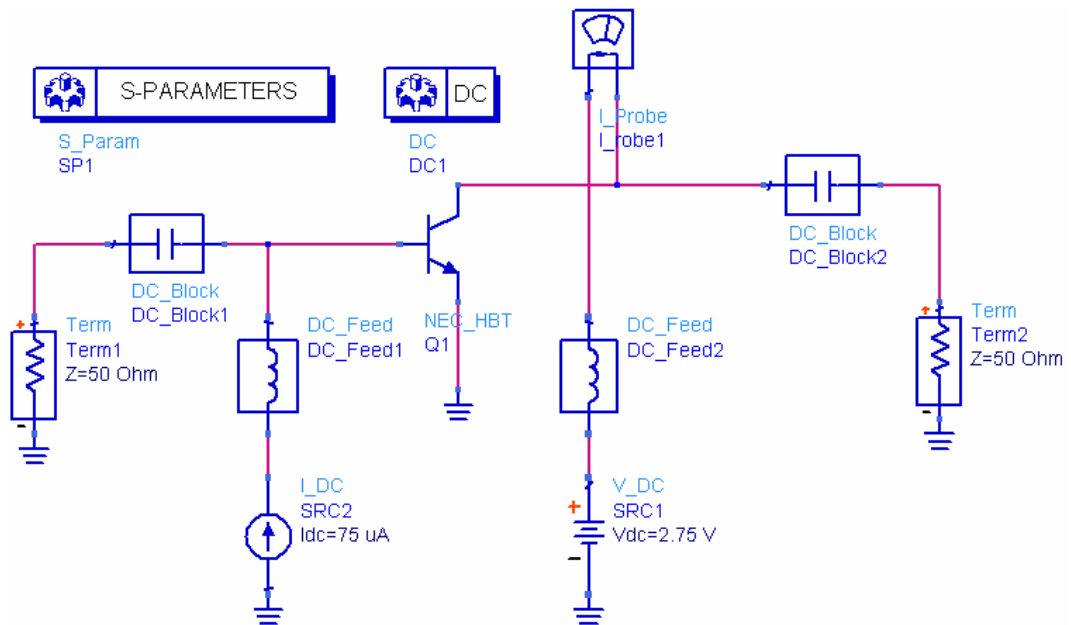 S-PARAMETERS
S_Param
SP1
DC
DC
DC1
I_Probe
I_robe1
DC_Block
DC_Block1
DC_Block
DC_Block2
Term
Term1
Z=50 Ohm
DC_Feed
DC_Feed1
NEC_HBT
Q1
DC_Feed
DC_Feed2
Term
Term2
Z=50 Ohm
I_DC
SRC2
Idc=75 uA
V_DC
SRC1
Vdc=2.75 V